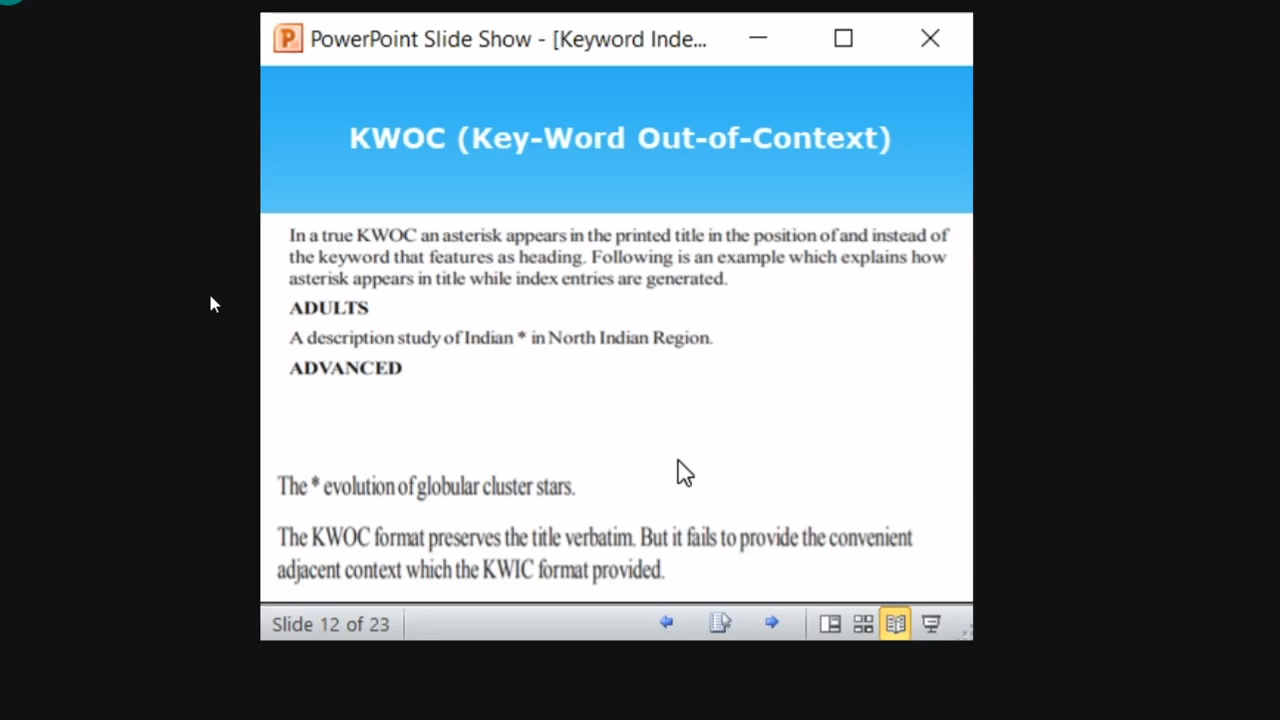 PowerPoint Slide Show - [Keyword Inde...
KWOC (Key-Word Out-of-Context)
In a true KWOC an asterisk appears in the printed title in the position of and instead of
the keyword that features as heading. Following is an example which explains how
asterisk appears in title while index entries are generated.
ADULTS
A description study of Indian * in North Indian Region.
ADVANCED
The * evolution of globular cluster stars.
The KWOC format preserves the title verbatim. But it fails to provide the convenient
adjacent context which the KWIC format provided.
Slide 12 of 23